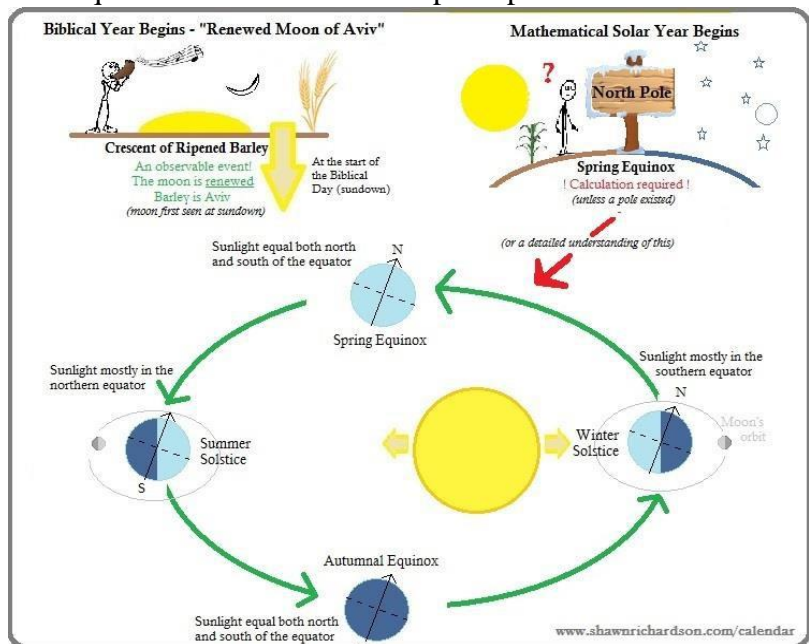 Biblical Year Begins - "Renewed Moon of Aviv"
Crescent of Ripened Barley
An observable event!
The moon is renewed
Barley is Aviv
(moon first seen at sundown)
At the start of
the Biblical
Day (sundown)
Mathematical Solar Year Begins
?
North Pole
Spring Equinox
! Calculation required !
(unless a pole existed)
(or a detailed understanding of this)
Sunlight equal both north
and south of the equator
N
Spring Equinox
Sunlight mostly in the
northern equator
Summer
Solstice
S
Sunlight mostly in the
southern equator
N
Winter
Solstice
Moon's
orbit
Autumnal Equinox
Sunlight equal both north
and south of the equator
www.shawnrichardson.com/calendar